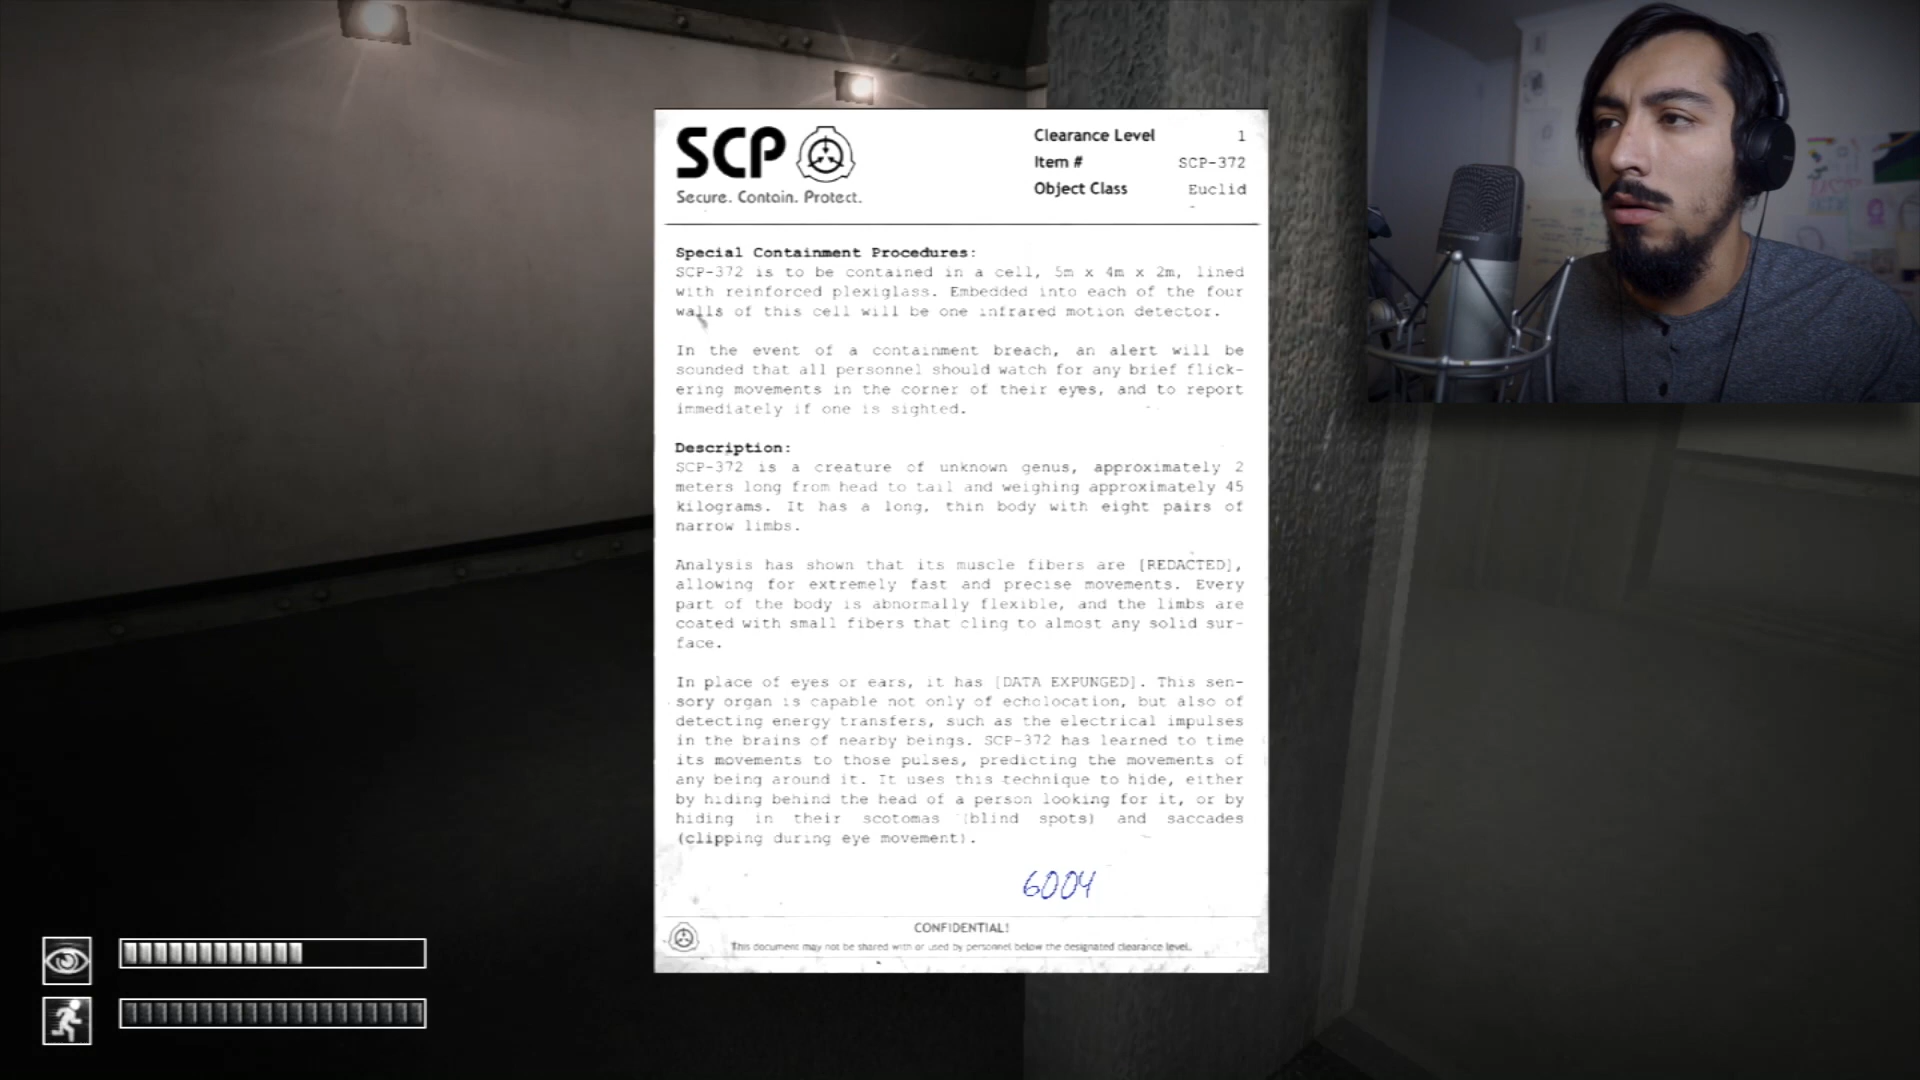 SCP
Secure. Contain. Protect.
Clearance Level 1
Item # SCP-372
Object Class Euclid
Special Containment Procedures:
SCP-372 is to be contained in a cell, 5m x 4m x 2m, lined
with reinforced plexiglass. Embedded into each of the four
walls of this cell will be one infrared motion detector.
In the event of a containment breach, an alert will be
sounded that all personnel should watch for any brief flick-
ering movements in the corner of their eyes, and to report
immediately if one is sighted.
Description:
SCP-372 is a creature of unknown genus, approximately 2
meters long from head to tail and weighing approximately 45
kilograms. It has a long, thin body with eight pairs of
narrow limbs.
Analysis has shown that its muscle fibers are [REDACTED],
allowing for extremely fast and precise movements. Every
part of the body is abnormally flexible, and the limbs are
coated with small fibers that cling to almost any solid sur-
face.
In place of eyes or ears, it has [DATA EXPUNGED]. This sen-
sory organ is capable not only of echolocation, but also of
detecting energy transfers, such as the electrical impulses
in the brains of nearby beings. SCP-372 has learned to time
its movements to those pulses, predicting the movements of
any being around it. It uses this technique to hide, either
by hiding behind the head of a person looking for it, or by
hiding in their scotomas (blind spots) and saccades
(clipping during eye movement).
6004
CONFIDENTIAL!
This document may not be shared with or used by personnel below the designated clearance level.